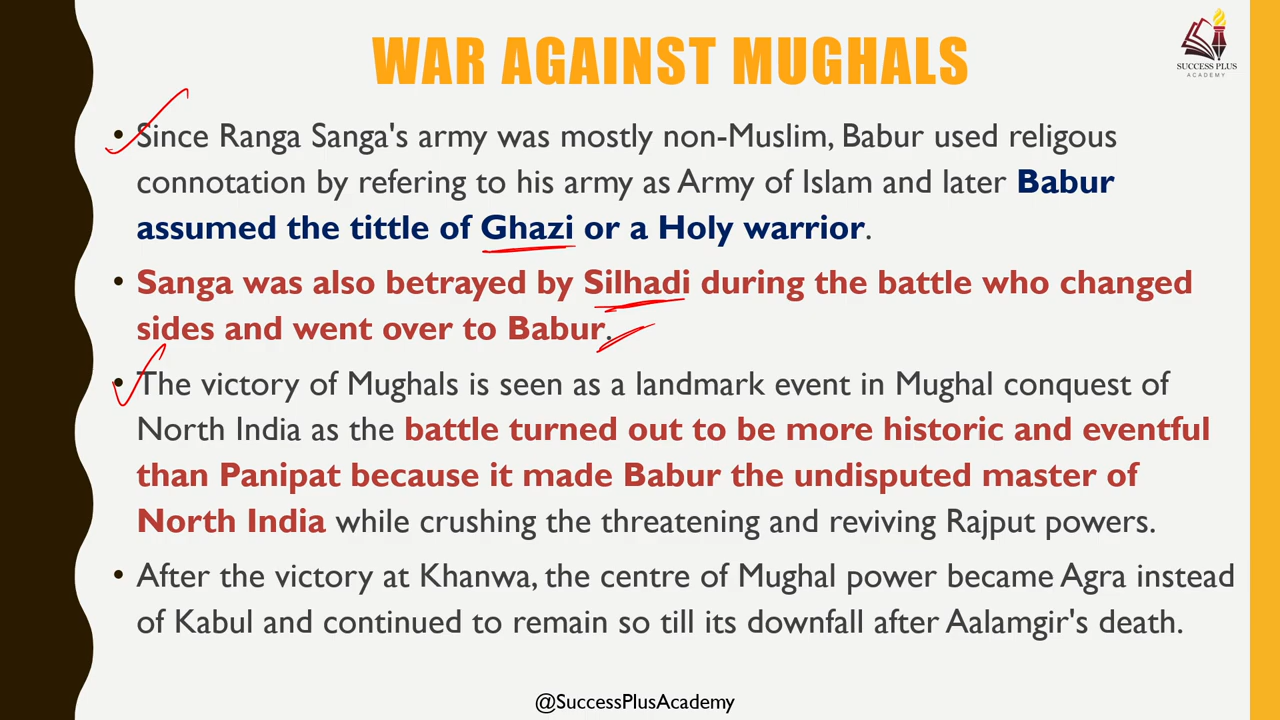 WAR AGAINST MUGHALS
SUCCESS PLUS
ACADEMY
• Since Ranga Sanga's army was mostly non-Muslim, Babur used religous
connotation by refering to his army as Army of Islam and later Babur
assumed the tittle of Ghazi or a Holy warrior.
• Sanga was also betrayed by Silhadi during the battle who changed
sides and went over to Babur.
• The victory of Mughals is seen as a landmark event in Mughal conquest of
North India as the battle turned out to be more historic and eventful
than Panipat because it made Babur the undisputed master of
North India while crushing the threatening and reviving Rajput powers.
• After the victory at Khanwa, the centre of Mughal power became Agra instead
of Kabul and continued to remain so till its downfall after Aalamgir's death.
@SuccessPlusAcademy